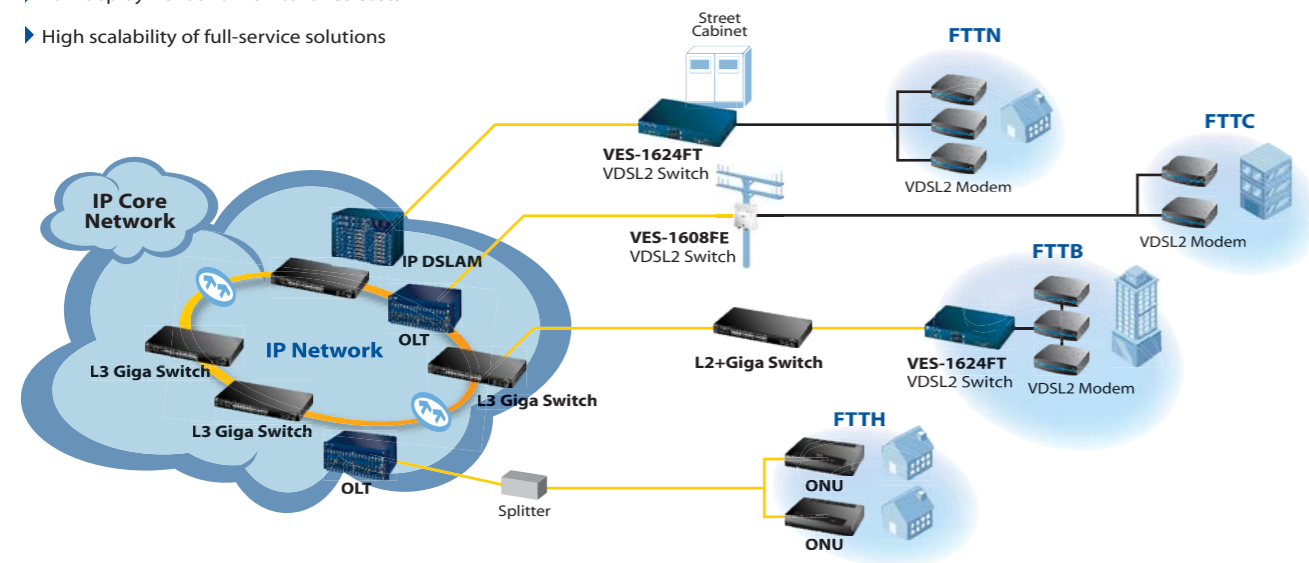 High scalability of full-service solutions
Street
Cabinet
FTTN
VES-1624FT
VDSL2 Switch
VDSL2 Modem
FTTC
VES-1608FE
VDSL2 Switch
VDSL2 Modem
IP Core
Network
IP DSLAM
OLT
IP Network
L3 Giga Switch
L3 Giga Switch
L3 Giga Switch
L2+Giga Switch
FTTB
VES-1624FT
VDSL2 Switch
VDSL2 Modem
FTTH
OLT
Splitter
ONU
ONU